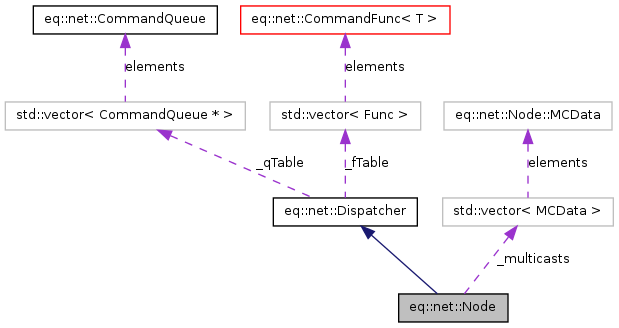 eq::net::CommandQueue
eq::net::CommandFunc< T >
elements
elements
std::vector< CommandQueue * >
std::vector< Func >
eq::net::Node::MCData
_qTable
_fTable
elements
eq::net::Dispatcher
std::vector< MCData >
_multicasts
eq::net::Node